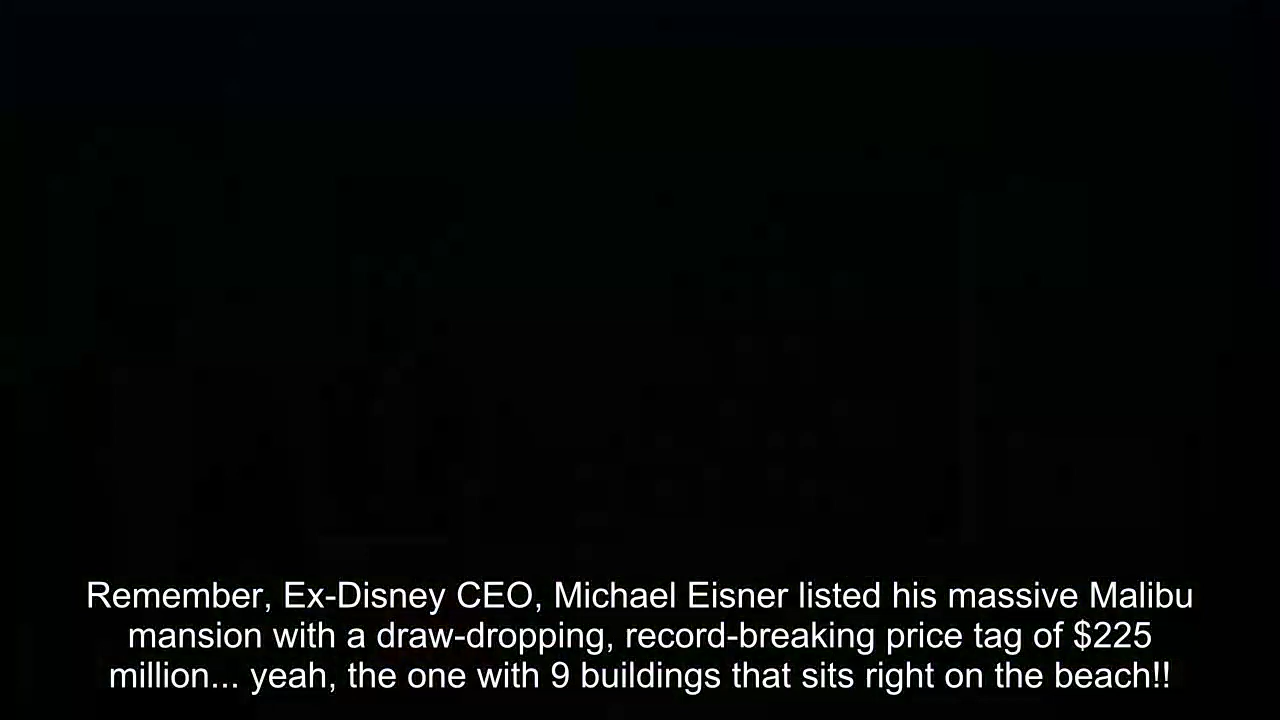 Remember, Ex-Disney CEO, Michael Eisner listed his massive Malibu
mansion with a draw-dropping, record-breaking price tag of $225
million... yeah, the one with 9 buildings that sits right on the beach!!